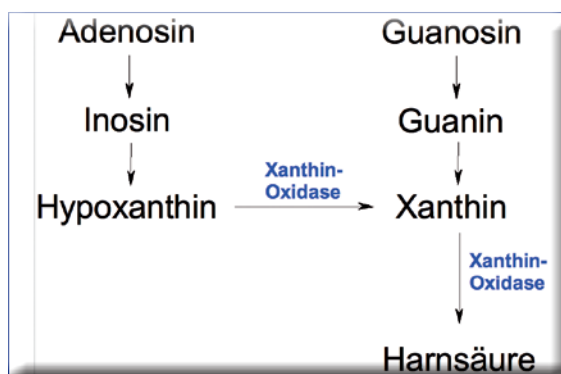 Adenosin
Guanosin
Inosin
Guanin
Xanthin-
Oxidase
Hypoxanthin
Xanthin
Xanthin-
Oxidase
Harnsäure